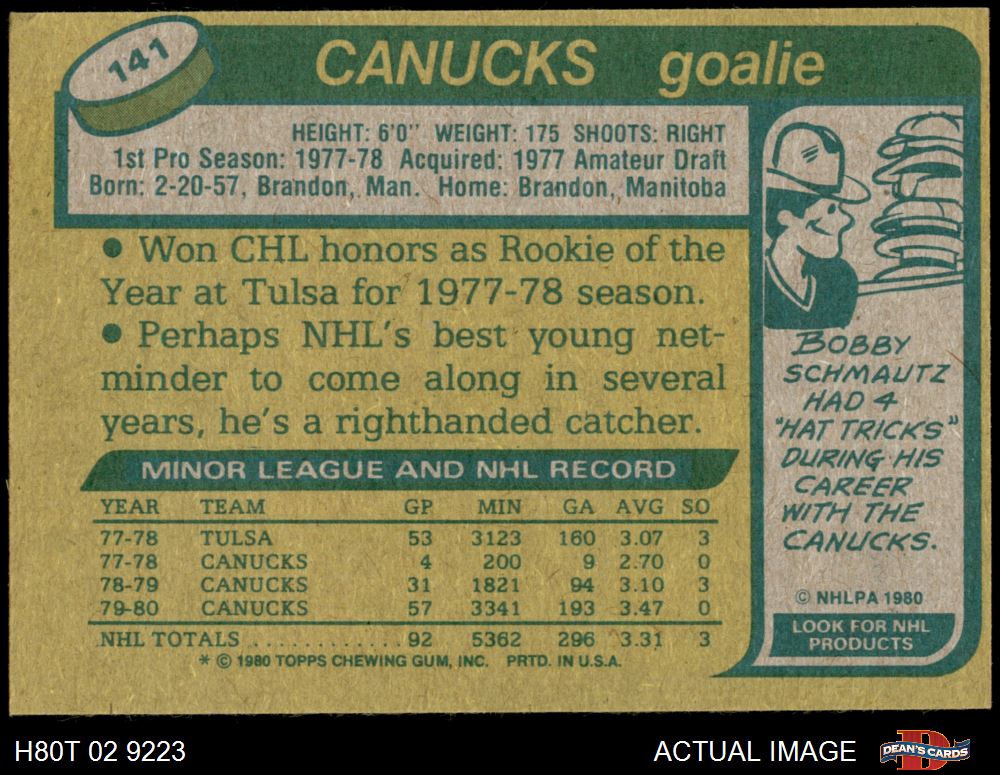 141
CANUCKS goalie
HEIGHT: 6'0" WEIGHT: 175 SHOOTS: RIGHT
1st Pro Season: 1977-78 Acquired: 1977 Amateur Draft
Born: 2-20-57, Brandon, Man. Home: Brandon, Manitoba
● Won CHL honors as Rookie of the
Year at Tulsa for 1977-78 season.
● Perhaps NHL's best young net-
minder to come along in several
years, he's a righthanded catcher.
MINOR LEAGUE AND NHL RECORD
YEAR TEAM GP MIN GA AVG SO
77-78 TULSA 53 3123 160 3.07 3
77-78 CANUCKS 4 200 9 2.70 0
78-79 CANUCKS 31 1821 94 3.10 3
79-80 CANUCKS 57 3341 193 3.47 0
NHL TOTALS . . . . . . . . . . . . 92 5362 296 3.31 3
* © 1980 TOPPS CHEWING GUM, INC. PRTD. IN U.S.A.
BOBBY
SCHMAUTZ
HAD 4
"HAT TRICKS"
DURING HIS
CAREER
WITH THE
CANUCKS.
© NHLPA 1980
LOOK FOR NHL
PRODUCTS
H80T 02 9223
ACTUAL IMAGE
DEAN'S CARDS